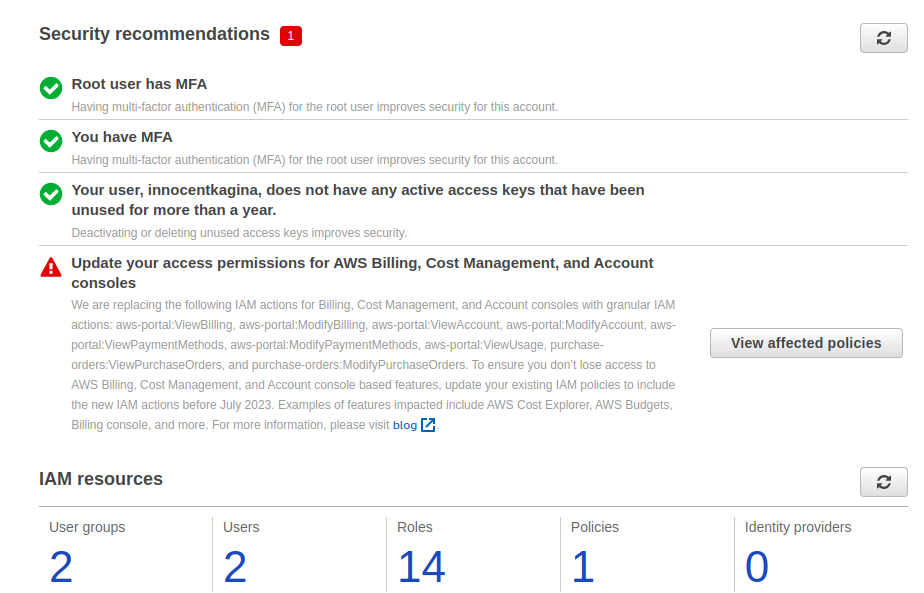 Security recommendations 1
Root user has MFA
Having multi-factor authentication (MFA) for the root user improves security for this account.
You have MFA
Having multi-factor authentication (MFA) for the root user improves security for this account.
Your user, innocentkagina, does not have any active access keys that have been
unused for more than a year.
Deactivating or deleting unused access keys improves security.
Update your access permissions for AWS Billing, Cost Management, and Account
consoles
We are replacing the following IAM actions for Billing, Cost Management, and Account consoles with granular IAM
actions: aws-portal:ViewBilling, aws-portal:ModifyBilling, aws-portal:ViewAccount, aws-portal:ModifyAccount, aws-
portal:ViewPaymentMethods, aws-portal:ModifyPaymentMethods, aws-portal:ViewUsage, purchase-
orders:ViewPurchaseOrders, and purchase-orders:ModifyPurchaseOrders. To ensure you don't lose access to
AWS Billing, Cost Management, and Account console based features, update your existing IAM policies to include
the new IAM actions before July 2023. Examples of features impacted include AWS Cost Explorer, AWS Budgets,
Billing console, and more. For more information, please visit blog .
View affected policies
IAM resources
User groups
2
Users
2
Roles
14
Policies
1
Identity providers
0